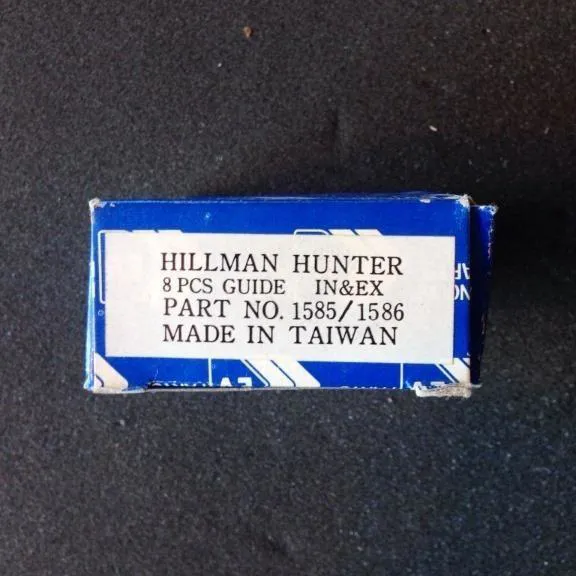 HILLMAN HUNTER
8 PCS GUIDE IN&EX
PART NO. 1585/1586
MADE IN TAIWAN